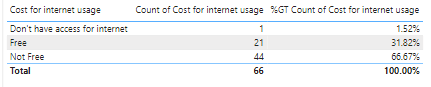 Cost for internet usage Count of Cost for internet usage %GT Count of Cost for internet usage
Don't have access for internet 1 1.52%
Free 21 31.82%
Not Free 44 66.67%
Total 66 100.00%